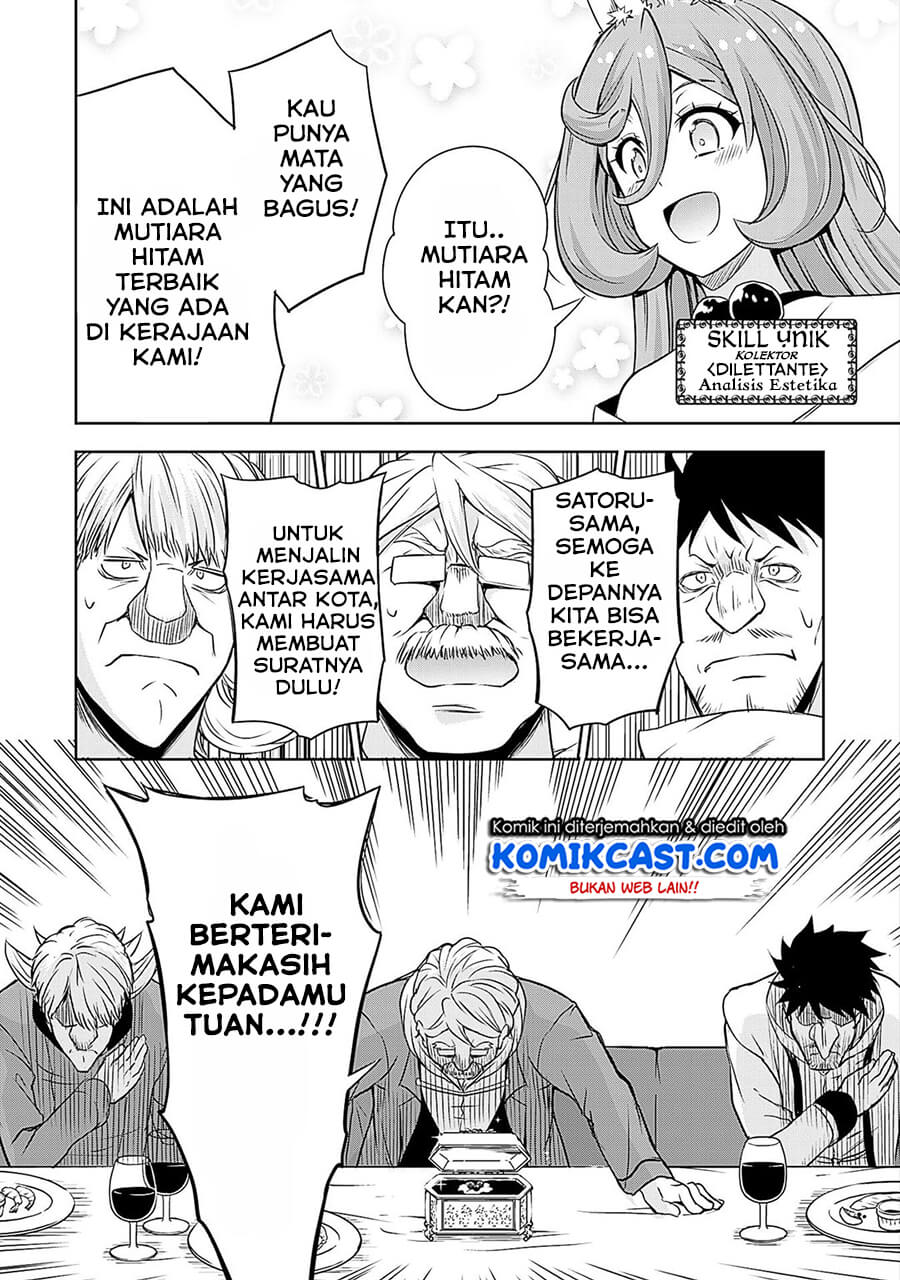 ITU..
MUTIARA
HITAM
KAN?!
SKILL UNIK
KOLEKTOR
<DILETTANTE>
Analisis Estetika
KAU
PUNYA
MATA
YANG
BAGUS!
INI ADALAH
MUTIARA
HITAM
TERBAIK
YANG ADA
DI KERAJAAN
KAMI!
SATORU-
SAMA,
SEMOGA
KE
DEPANNYA
KITA BISA
BEKERJA-
SAMA...
UNTUK
MENJALIN
KERJASAMA
ANTAR KOTA,
KAMI HARUS
MEMBUAT
SURATNYA
DULU!
Komik ini diterjemahkan & diedit oleh
KOMIKCAST.COM
BUKAN WEB LAIN!!
KAMI
BERTERI-
MAKASIH
KEPADAMU
TUAN...!!!